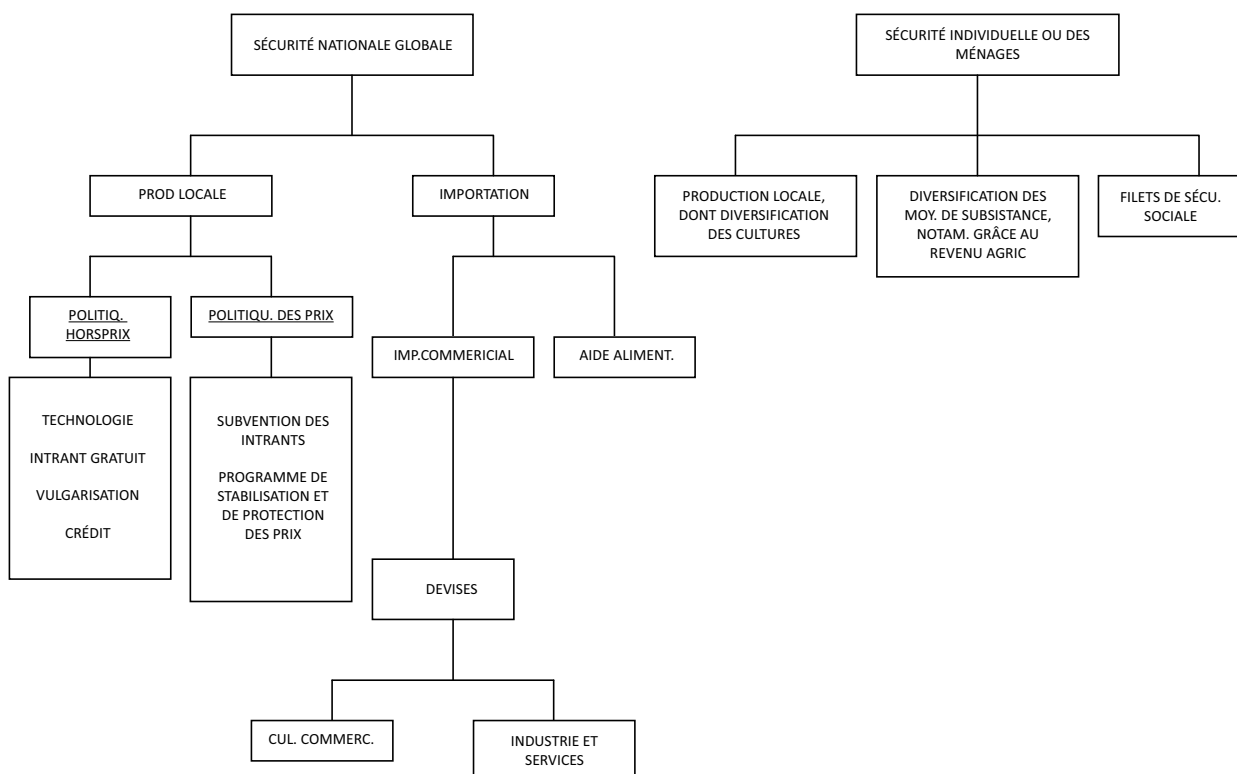 SÉCURITÉ NATIONALE GLOBALE
SÉCURITÉ INDIVIDUELLE OU DES
MÉNAGES
PROD LOCALE
IMPORTATION
PRODUCTION LOCALE,
DONT DIVERSIFICATION
DES CULTURES
DIVERSIFICATION DES
MOY. DE SUBSISTANCE,
NOTAM. GRÂCE AU
REVENU AGRIC
FILETS DE SÉCU.
SOCIALE
POLITIQ.
HORSPRIX
POLITIQU. DES PRIX
IMP.COMMERICIAL
AIDE ALIMENT.
TECHNOLOGIE
INTRANT GRATUIT
VULGARISATION
CRÉDIT
SUBVENTION DES
INTRANTS
PROGRAMME DE
STABILISATION ET
DE PROTECTION
DES PRIX
DEVISES
CUL. COMMERC.
INDUSTRIE ET
SERVICES